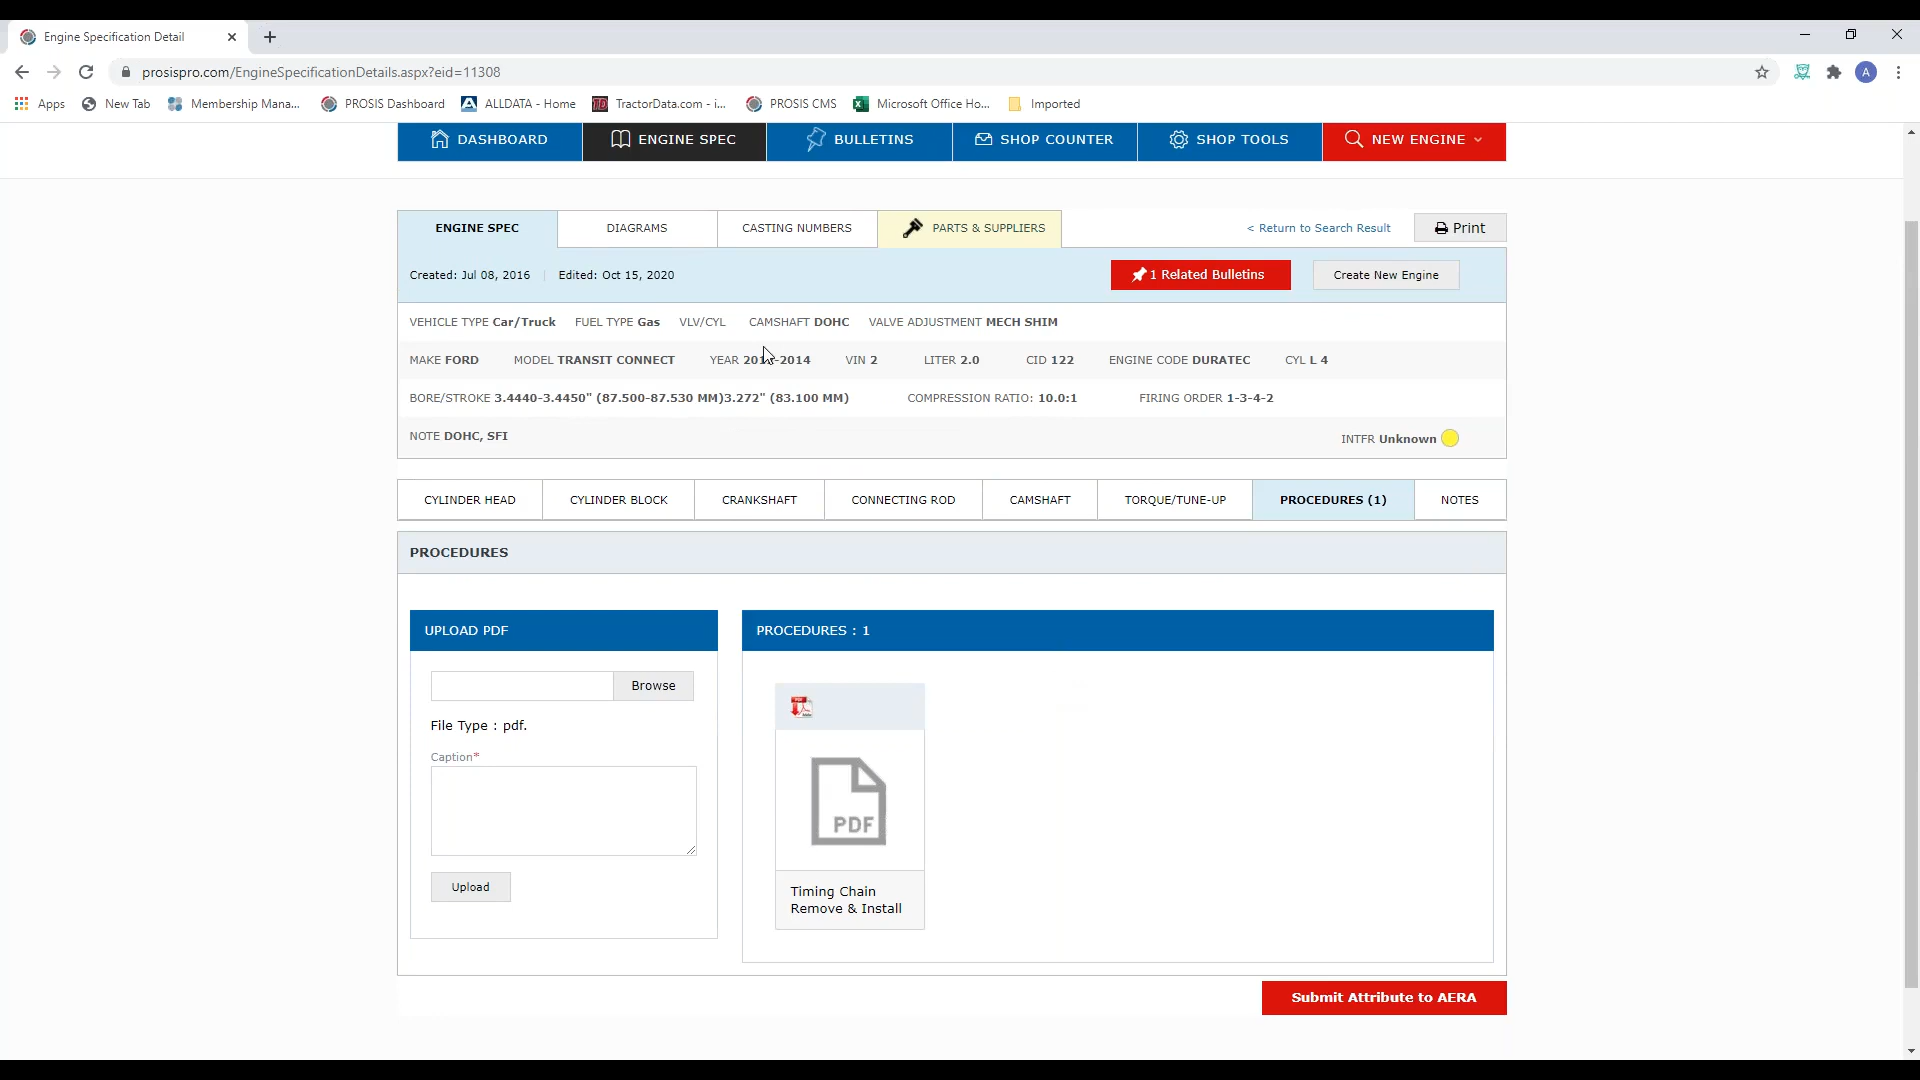 Engine Specification Detail
prosispro.com/EngineSpecificationDetails.aspx?eid=11308
A
Apps New Tab Membership Mana... PROSIS Dashboard ALLDATA - Home TractorData.com - i... PROSIS CMS Microsoft Office Ho... Imported
DASHBOARD ENGINE SPEC BULLETINS SHOP COUNTER SHOP TOOLS NEW ENGINE
ENGINE SPEC DIAGRAMS CASTING NUMBERS PARTS & SUPPLIERS < Return to Search Result Print
Created: Jul 08, 2016 | Edited: Oct 15, 2020 1 Related Bulletins Create New Engine
VEHICLE TYPE Car/Truck FUEL TYPE Gas VLV/CYL CAMSHAFT DOHC VALVE ADJUSTMENT MECH SHIM
MAKE FORD MODEL TRANSIT CONNECT YEAR VIN 2 LITER 2.0 CID 122 ENGINE CODE DURATEC CYL L 4
BORE/STROKE 3.4440-3.4450" (87.500-87.530 MM)3.272" (83.100 MM) COMPRESSION RATIO: 10.0:1 FIRING ORDER 1-3-4-2
NOTE DOHC, SFI INTFR Unknown
CYLINDER HEAD CYLINDER BLOCK CRANKSHAFT CONNECTING ROD CAMSHAFT TORQUE/TUNE-UP PROCEDURES (1) NOTES
PROCEDURES
UPLOAD PDF
Browse
File Type : pdf.
Caption*
Upload
PROCEDURES : 1
PDF
Timing Chain
Remove & Install
Submit Attribute to AERA